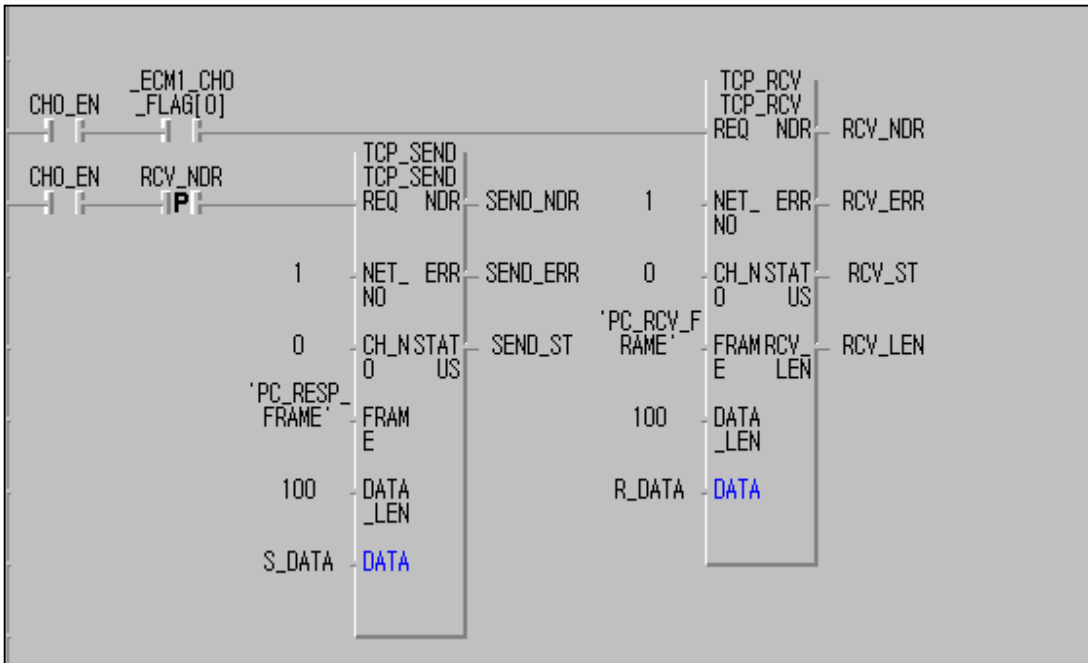 _ECM1_CH0
CH0_EN _FLAG[0]
TCP_RCV
TCP_RCV
REQ NDR RCV_NDR
CH0_EN RCV_NDR
P
TCP_SEND
TCP_SEND
REQ NDR SEND_NDR
1 NET_ ERR RCV_ERR
NO
1 NET_ ERR SEND_ERR
NO
0 CH_N STAT RCV_ST
O US
0 CH_N STAT SEND_ST
O US
'PC_RCV_F
RAME' FRAM RCV_ RCV_LEN
E LEN
'PC_RESP_
FRAME' FRAM
E
100 DATA
_LEN
100 DATA
_LEN
R_DATA DATA
S_DATA DATA